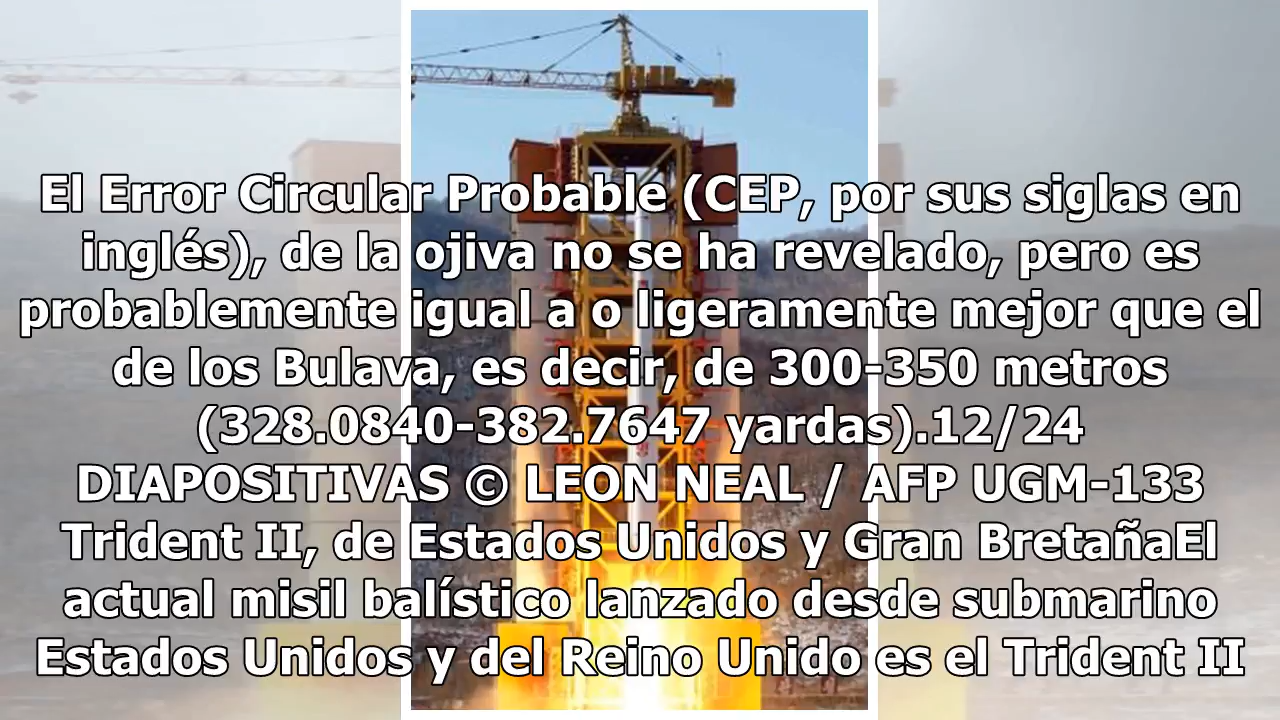 El Error Circular Probable (CEP, por sus siglas en
inglés), de la ojiva no se ha revelado, pero es
probablemente igual a o ligeramente mejor que el
de los Bulava, es decir, de 300-350 metros
(328.0840-382.7647 yardas).12/24
DIAPOSITIVAS © LEON NEAL / AFP UGM-133
Trident II, de Estados Unidos y Gran BretañaEl
actual misil balístico lanzado desde submarino
Estados Unidos y del Reino Unido es el Trident II